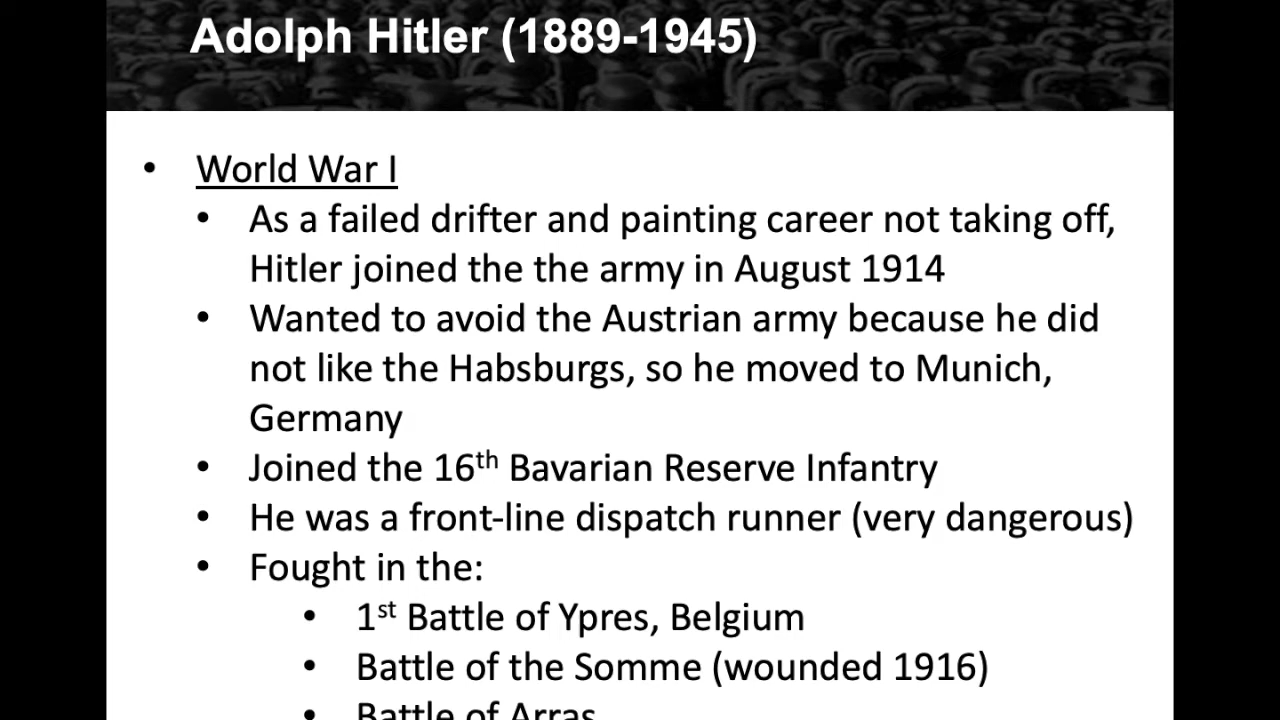 Adolph Hitler (1889-1945)
• World War I
• As a failed drifter and painting career not taking off,
Hitler joined the the army in August 1914
• Wanted to avoid the Austrian army because he did
not like the Habsburgs, so he moved to Munich,
Germany
• Joined the 16th Bavarian Reserve Infantry
• He was a front-line dispatch runner (very dangerous)
• Fought in the:
• 1st Battle of Ypres, Belgium
• Battle of the Somme (wounded 1916)
• Battle of Arras